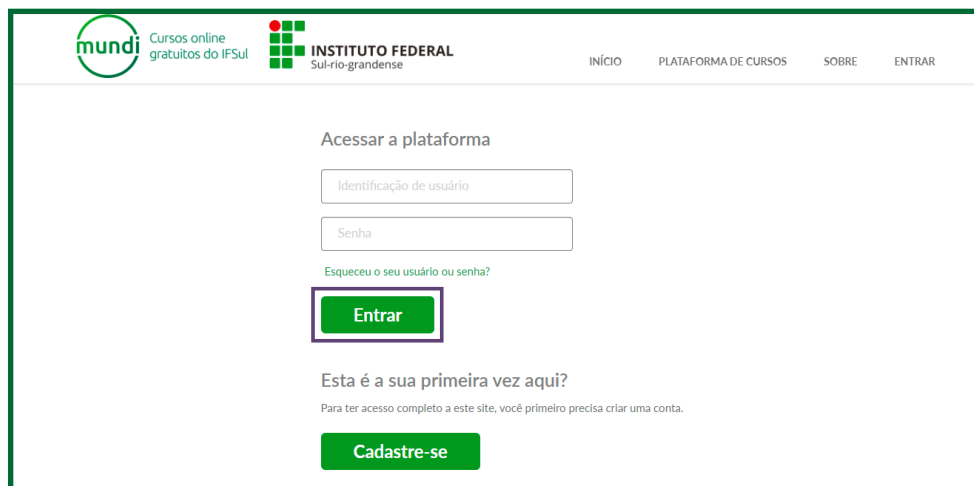 mundi
Cursos online
gratuitos do IFSul
INSTITUTO FEDERAL
Sul-rio-grandense
INÍCIO PLATAFORMA DE CURSOS SOBRE ENTRAR
Acessar a plataforma
Identificação de usuário
Senha
Esqueceu o seu usuário ou senha?
Entrar
Esta é a sua primeira vez aqui?
Para ter acesso completo a este site, você primeiro precisa criar uma conta.
Cadastre-se